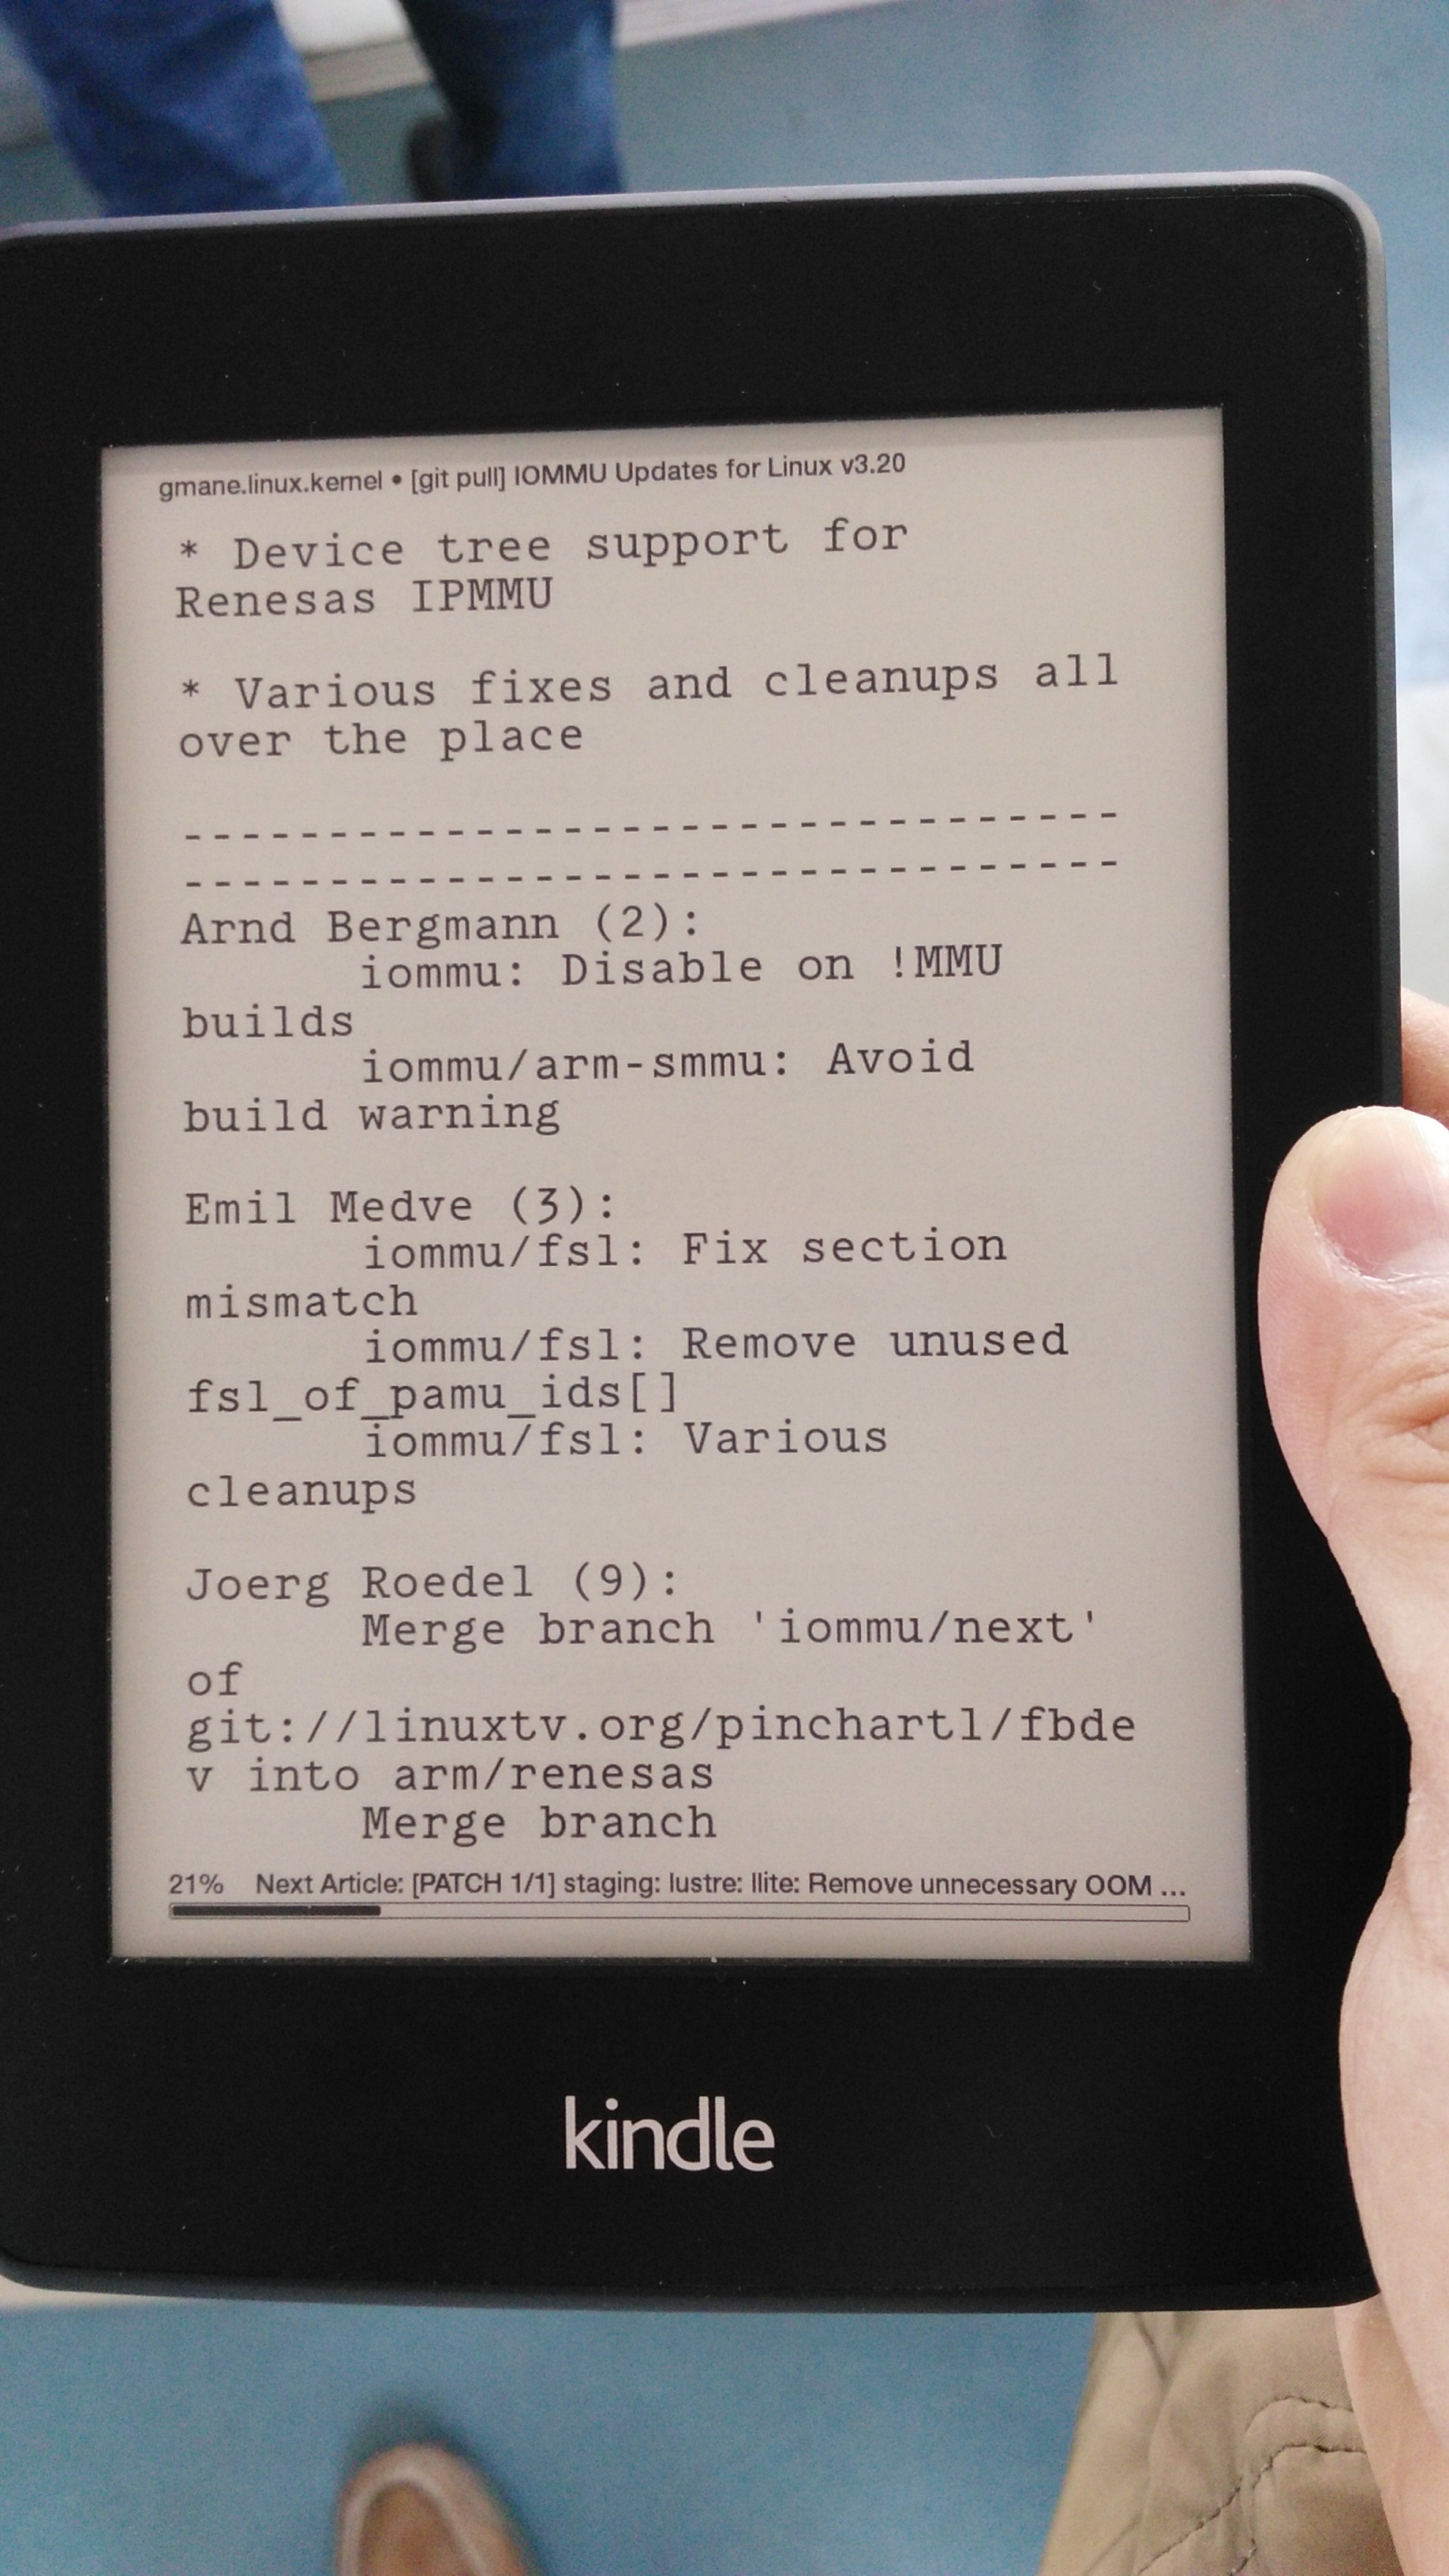 gmane.linux.kernel • [git pull] IOMMU Updates for Linux v3.20
* Device tree support for
Renesas IPMMU
* Various fixes and cleanups all
over the place
---------------------------------
---------------------------------
Arnd Bergmann (2):
iommu: Disable on !MMU
builds
iommu/arm-smmu: Avoid
build warning
Emil Medve (3):
iommu/fsl: Fix section
mismatch
iommu/fsl: Remove unused
fsl_of_pamu_ids[]
iommu/fsl: Various
cleanups
Joerg Roedel (9):
Merge branch 'iommu/next'
of
git://linuxtv.org/pinchartl/fbde
v into arm/renesas
Merge branch
21% Next Article: [PATCH 1/1] staging: lustre: llite: Remove unnecessary OOM ...
kindle